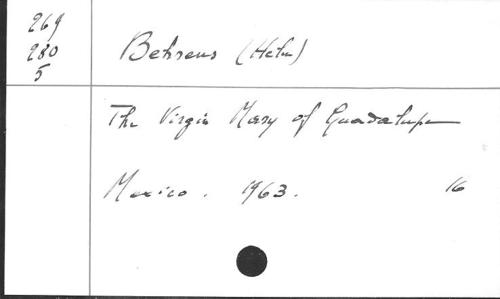 269
280
5
Behrens (Helen)
The Virgin Mary of Guadalupe
Mexico. 1963. 16